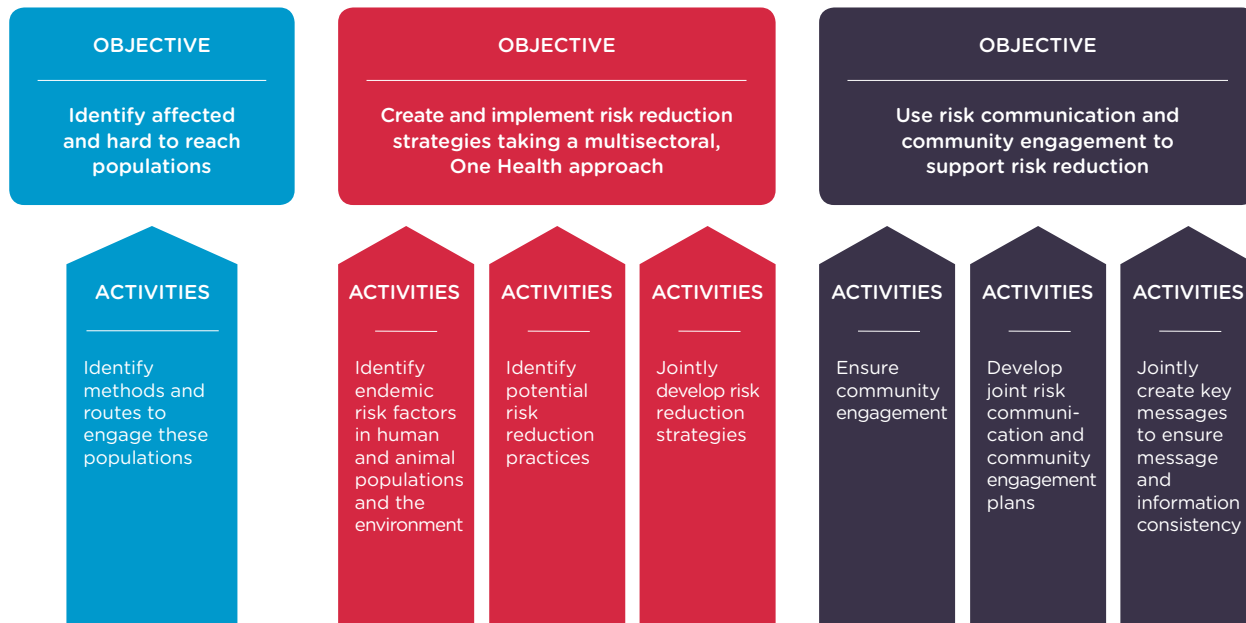 OBJECTIVE
Identify affected
and hard to reach
populations
OBJECTIVE
Create and implement risk reduction
strategies taking a multisectoral,
One Health approach
OBJECTIVE
Use risk communication and
community engagement to
support risk reduction
ACTIVITIES
Identify
methods and
routes to
engage these
populations
ACTIVITIES
Identify
endemic
risk factors
in human
and animal
populations
and the
environment
ACTIVITIES
Identify
potential
risk
reduction
practices
ACTIVITIES
Jointly
develop risk
reduction
strategies
ACTIVITIES
Ensure
community
engagement
ACTIVITIES
Develop
joint risk
communi-
cation and
community
engagement
plans
ACTIVITIES
Jointly
create key
messages
to ensure
message
and
information
consistency